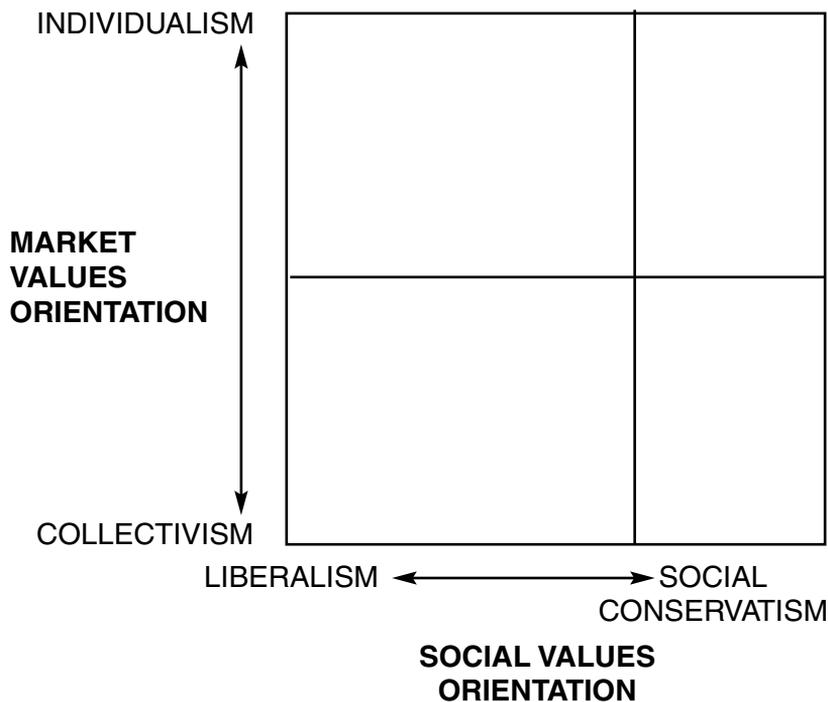 INDIVIDUALISM
MARKET
VALUES
ORIENTATION
COLLECTIVISM
LIBERALISM
SOCIAL
CONSERVATISM
SOCIAL VALUES
ORIENTATION